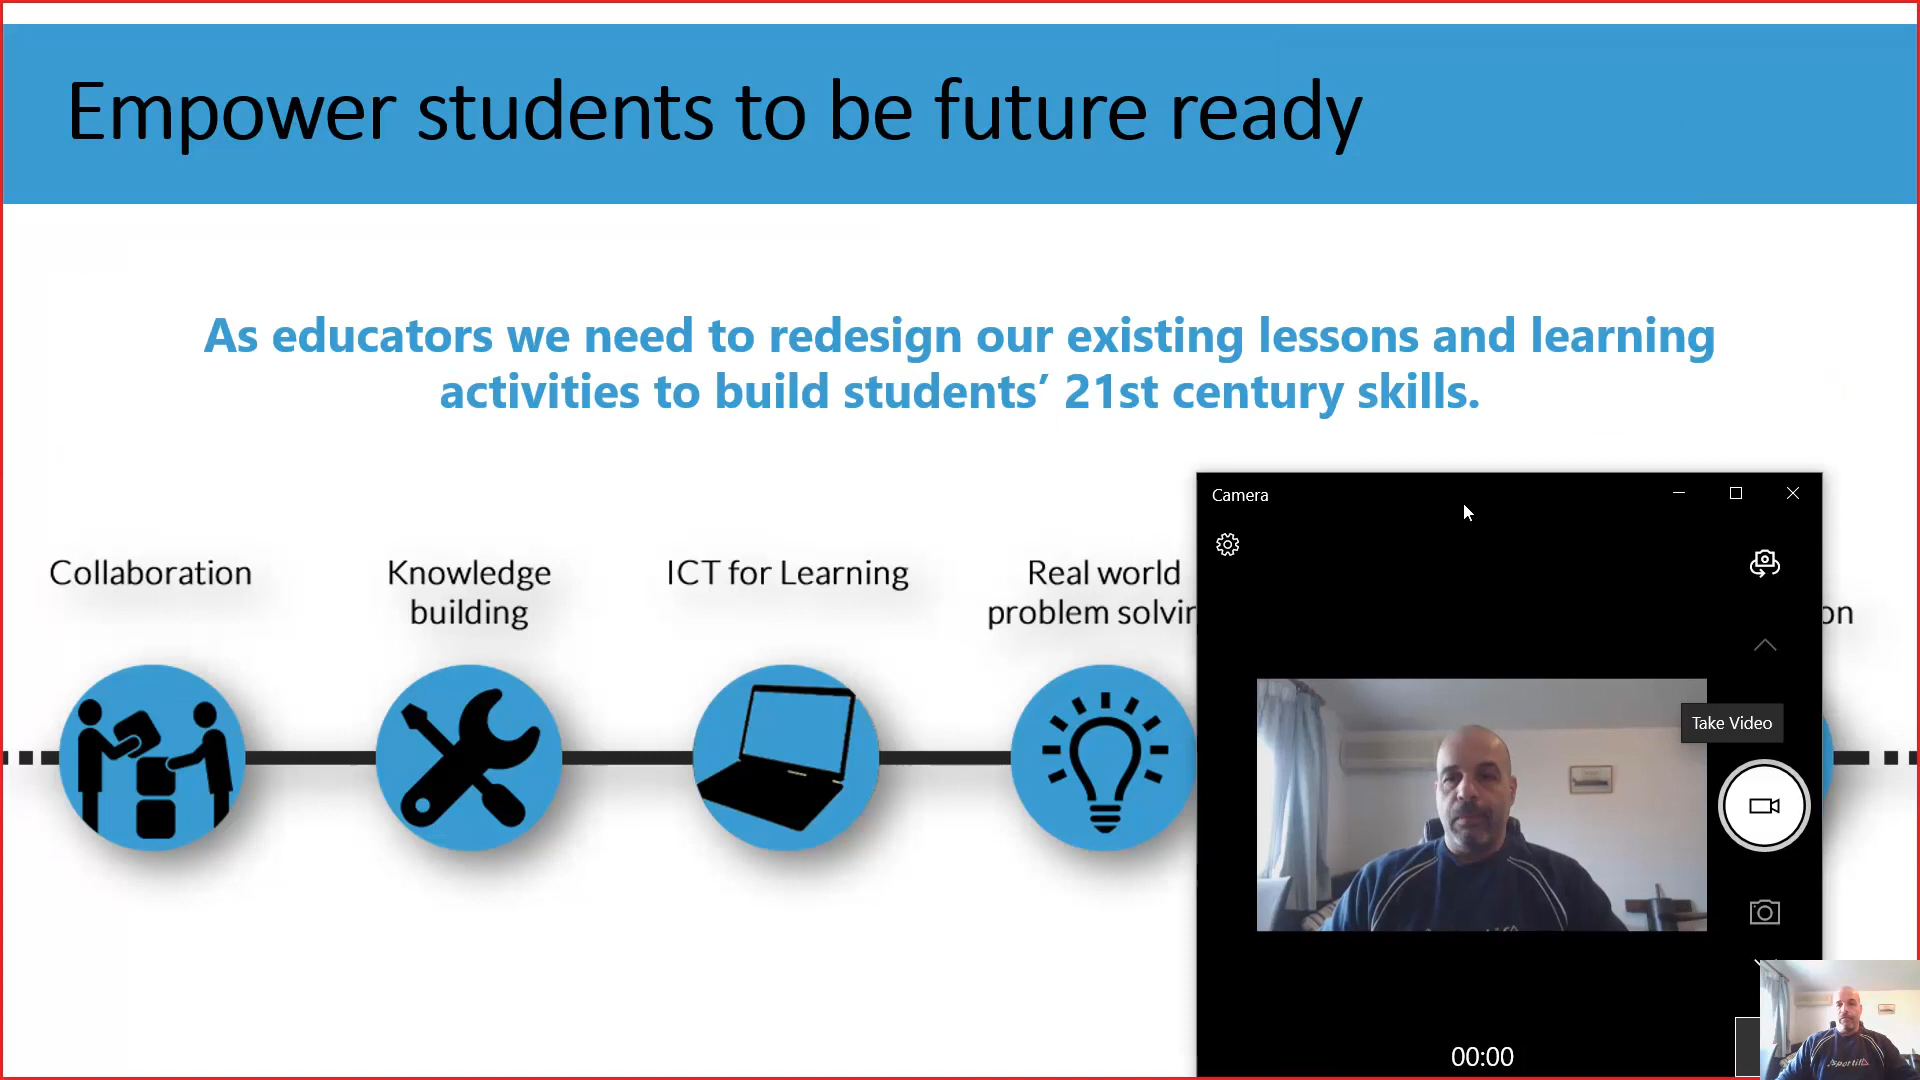 Empower students to be future ready
As educators we need to redesign our existing lessons and learning
activities to build students’ 21st century skills.
Camera
Collaboration
Knowledge
building
ICT for Learning
Real world
problem solvin
on
Take Video
00:00